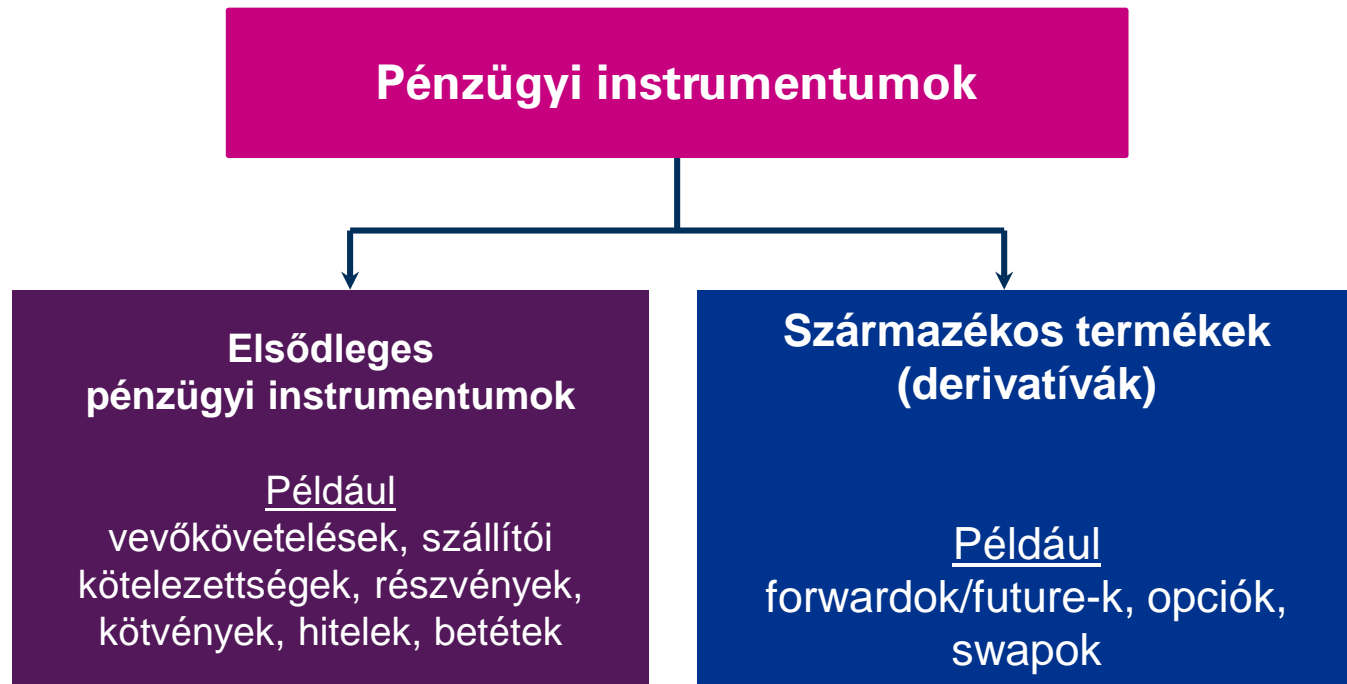 Pénzügyi instrumentumok
Elsődleges
pénzügyi instrumentumok
Például
vevőkövetelések, szállítói
kötelezettségek, részvények,
kötvények, hitelek, betétek
Származékos termékek
(derivatívák)
Például
forwardok/future-k, opciók,
swapok